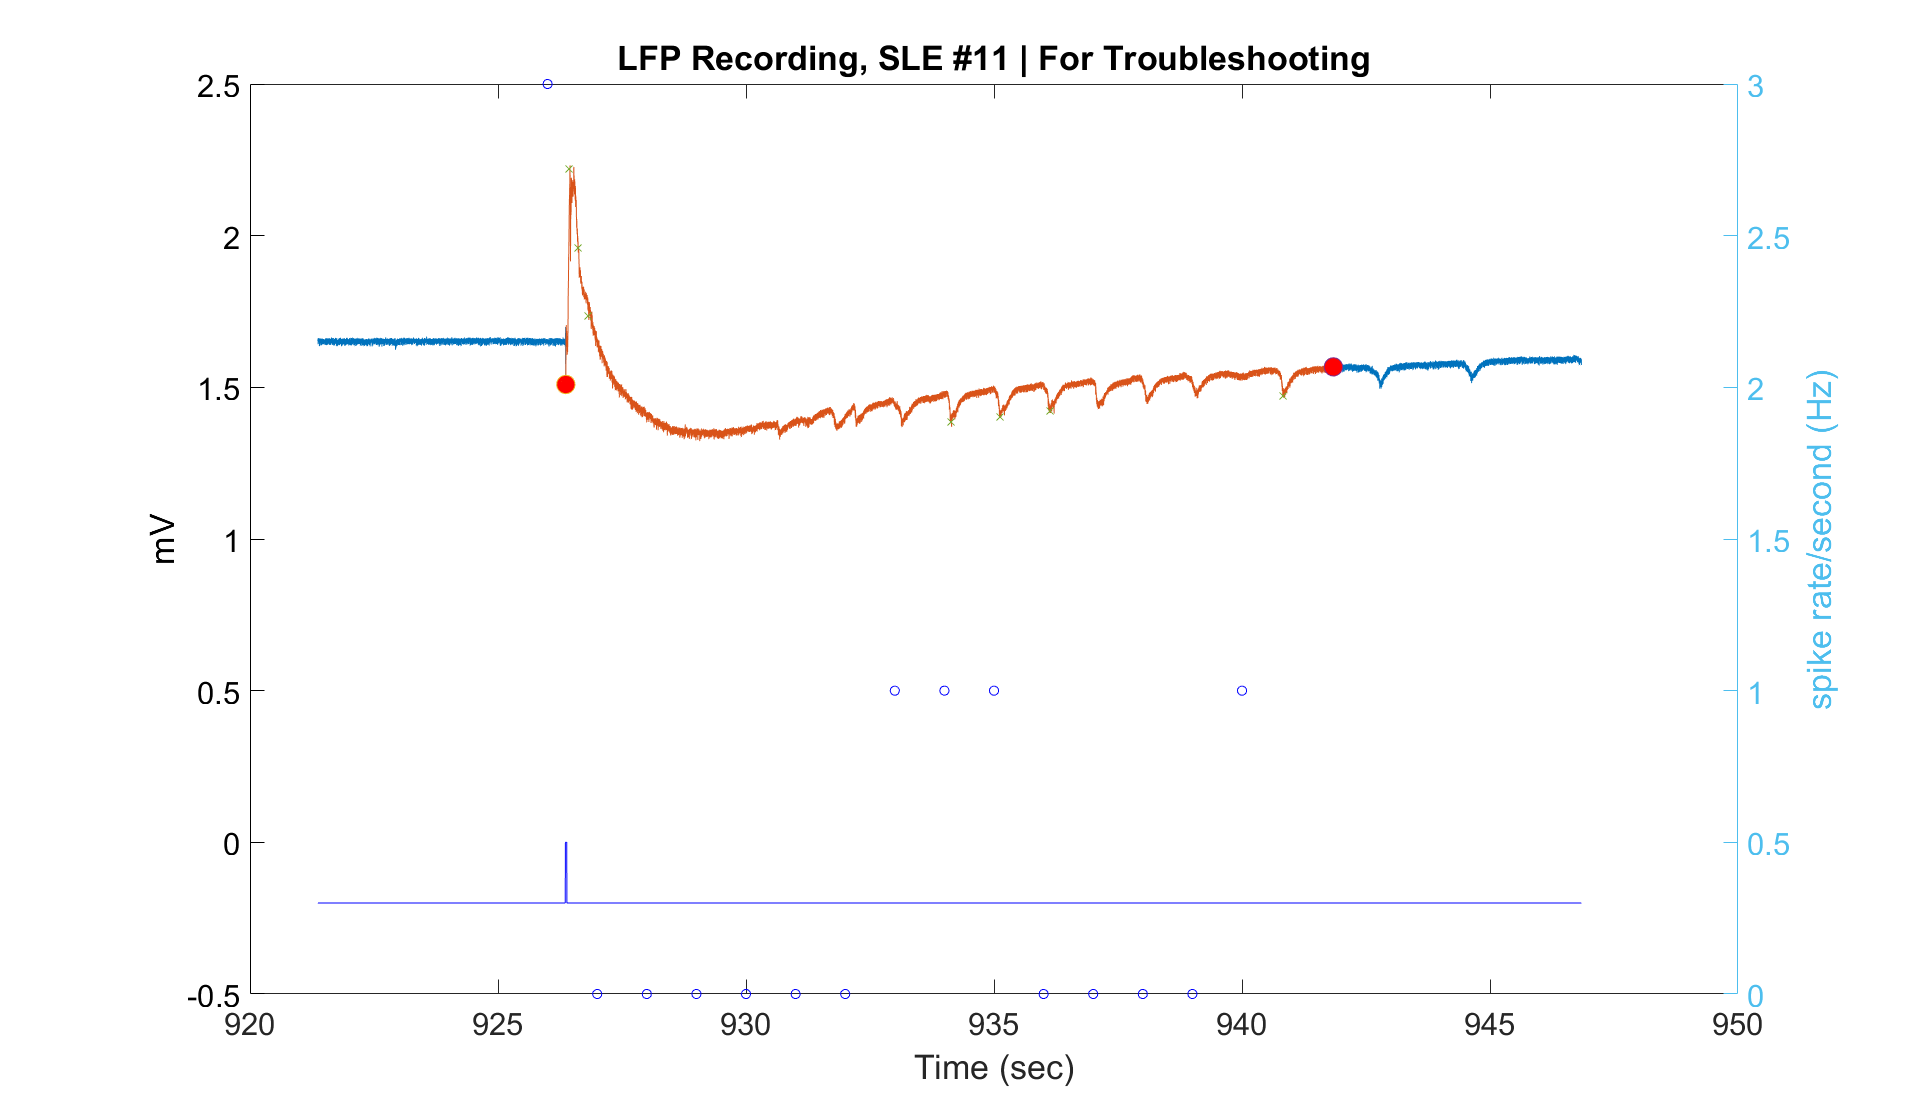 LFP Recording, SLE #11 | For Troubleshooting
2.5
2
1.5
1
0.5
0
-0.5
mV
3
2.5
2
1.5
1
0.5
0
spike rate/second (Hz)
920 925 930 935 940 945 950
Time (sec)